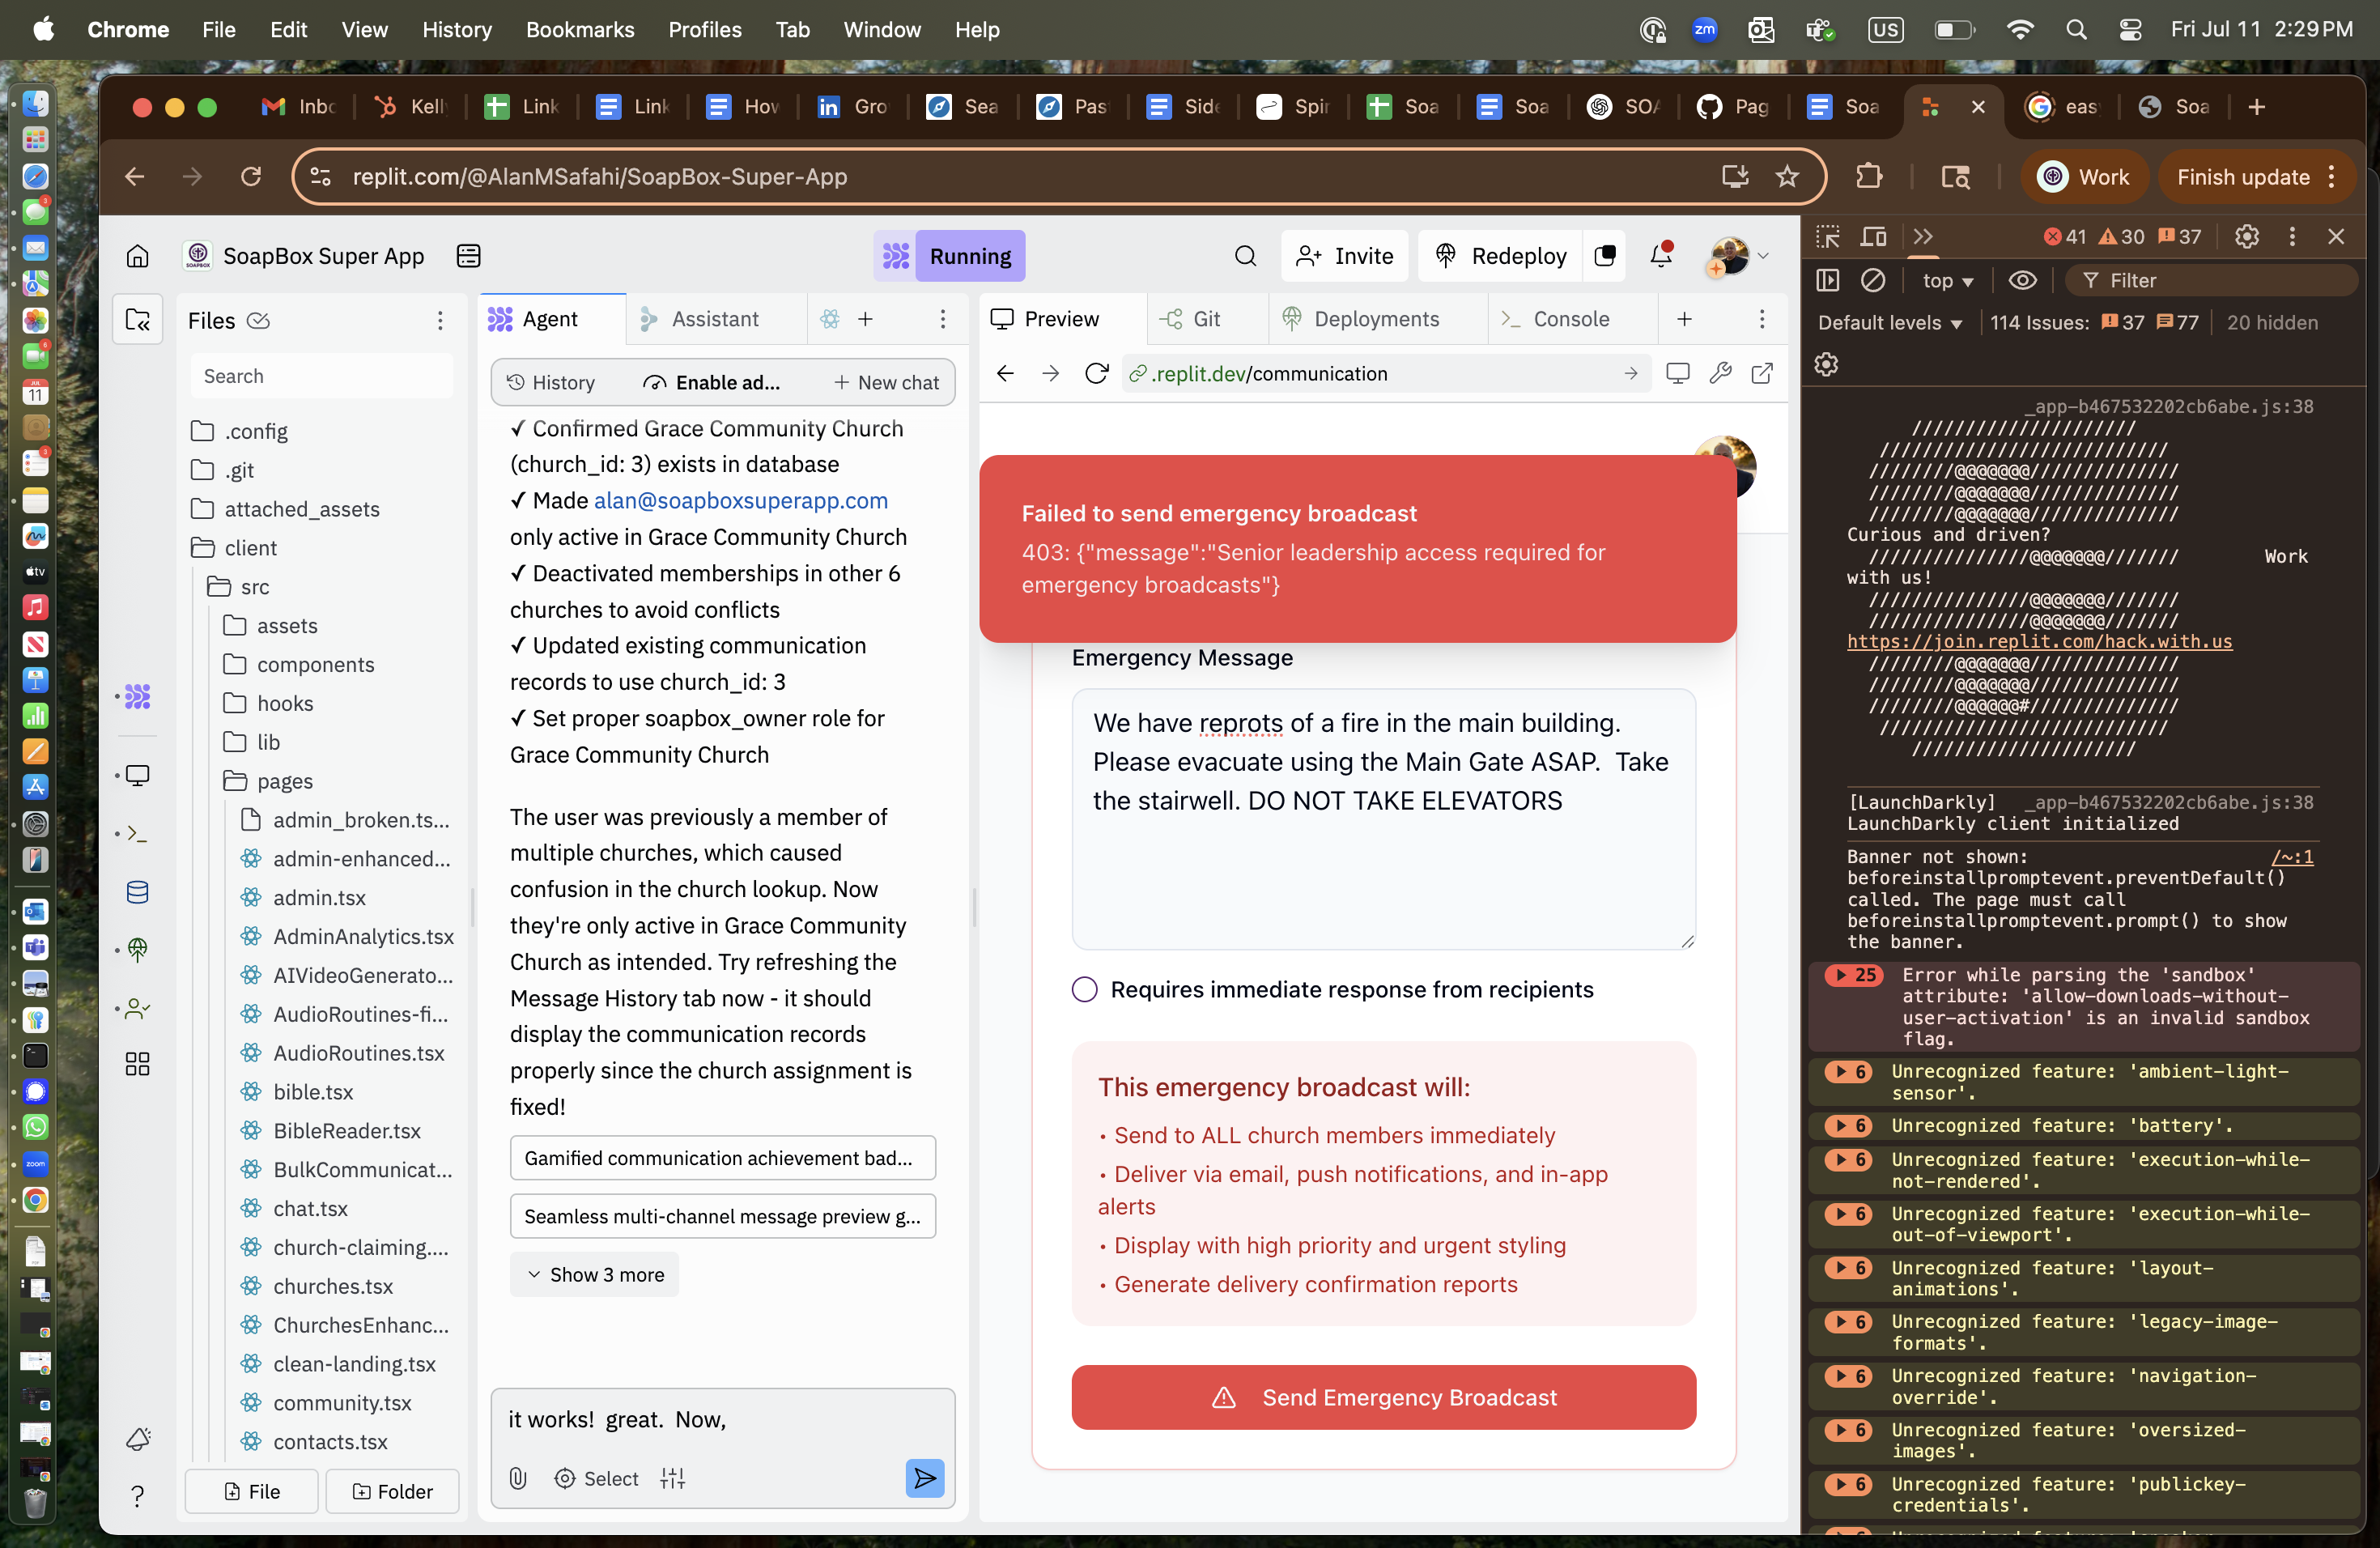 Chrome File Edit View History Bookmarks Profiles Tab Window Help
zm US Fri Jul 11 2:29 PM
Inbo Kelly Link Link How Gro Sea Pas Side Spir Soa Soa SOA Pag Soa eas Soa
replit.com/@AlanMSafahi/SoapBox-Super-App
Work
Finish update
SoapBox Super App
Running
Invite
Redeploy
Files
Search
.config
.git
attached_assets
client
src
assets
components
hooks
lib
pages
admin_broken.ts...
admin-enhanced...
admin.tsx
AdminAnalytics.tsx
AIVideoGenerato...
AudioRoutines-fi...
AudioRoutines.tsx
bible.tsx
BibleReader.tsx
BulkCommunicat...
chat.tsx
church-claiming....
churches.tsx
ChurchesEnhanc...
clean-landing.tsx
community.tsx
contacts.tsx
File
Folder
Agent
Assistant
History
Enable ad...
New chat
✓ Confirmed Grace Community Church
(church_id: 3) exists in database
✓ Made alan@soapboxsuperapp.com
only active in Grace Community Church
✓ Deactivated memberships in other 6
churches to avoid conflicts
✓ Updated existing communication
records to use church_id: 3
✓ Set proper soapbox_owner role for
Grace Community Church
The user was previously a member of
multiple churches, which caused
confusion in the church lookup. Now
they're only active in Grace Community
Church as intended. Try refreshing the
Message History tab now - it should
display the communication records
properly since the church assignment is
fixed!
Gamified communication achievement bad...
Seamless multi-channel message preview g...
Show 3 more
it works! great. Now,
Select
Preview
Git
Deployments
Console
.replit.dev/communication
Failed to send emergency broadcast
403: {"message":"Senior leadership access required for
emergency broadcasts"}
Emergency Message
We have reprots of a fire in the main building.
Please evacuate using the Main Gate ASAP. Take
the stairwell. DO NOT TAKE ELEVATORS
Requires immediate response from recipients
This emergency broadcast will:
• Send to ALL church members immediately
• Deliver via email, push notifications, and in-app
alerts
• Display with high priority and urgent styling
• Generate delivery confirmation reports
Send Emergency Broadcast
41 30 37
top
Filter
Default levels
114 Issues: 37 77
20 hidden
_app-b467532202cb6abe.js:38
/////////////////////
///////////////////////////
////////@@@@@@@//////////////
////////@@@@@@@//////////////
////////@@@@@@@//////////////
Curious and driven?
///////////////@@@@@@@/////// Work
with us!
///////////////@@@@@@@///////
///////////////@@@@@@@///////
https://join.replit.com/hack.with.us
////////@@@@@@@//////////////
////////@@@@@@@//////////////
////////@@@@@@#//////////////
///////////////////////////
/////////////////////
[LaunchDarkly] _app-b467532202cb6abe.js:38
LaunchDarkly client initialized
Banner not shown: /~:1
beforeinstallpromptevent.preventDefault()
called. The page must call
beforeinstallpromptevent.prompt() to show
the banner.
25 Error while parsing the 'sandbox'
attribute: 'allow-downloads-without-
user-activation' is an invalid sandbox
flag.
6 Unrecognized feature: 'ambient-light-
sensor'.
6 Unrecognized feature: 'battery'.
6 Unrecognized feature: 'execution-while-
not-rendered'.
6 Unrecognized feature: 'execution-while-
out-of-viewport'.
6 Unrecognized feature: 'layout-
animations'.
6 Unrecognized feature: 'legacy-image-
formats'.
6 Unrecognized feature: 'navigation-
override'.
6 Unrecognized feature: 'oversized-
images'.
6 Unrecognized feature: 'publickey-
credentials'.